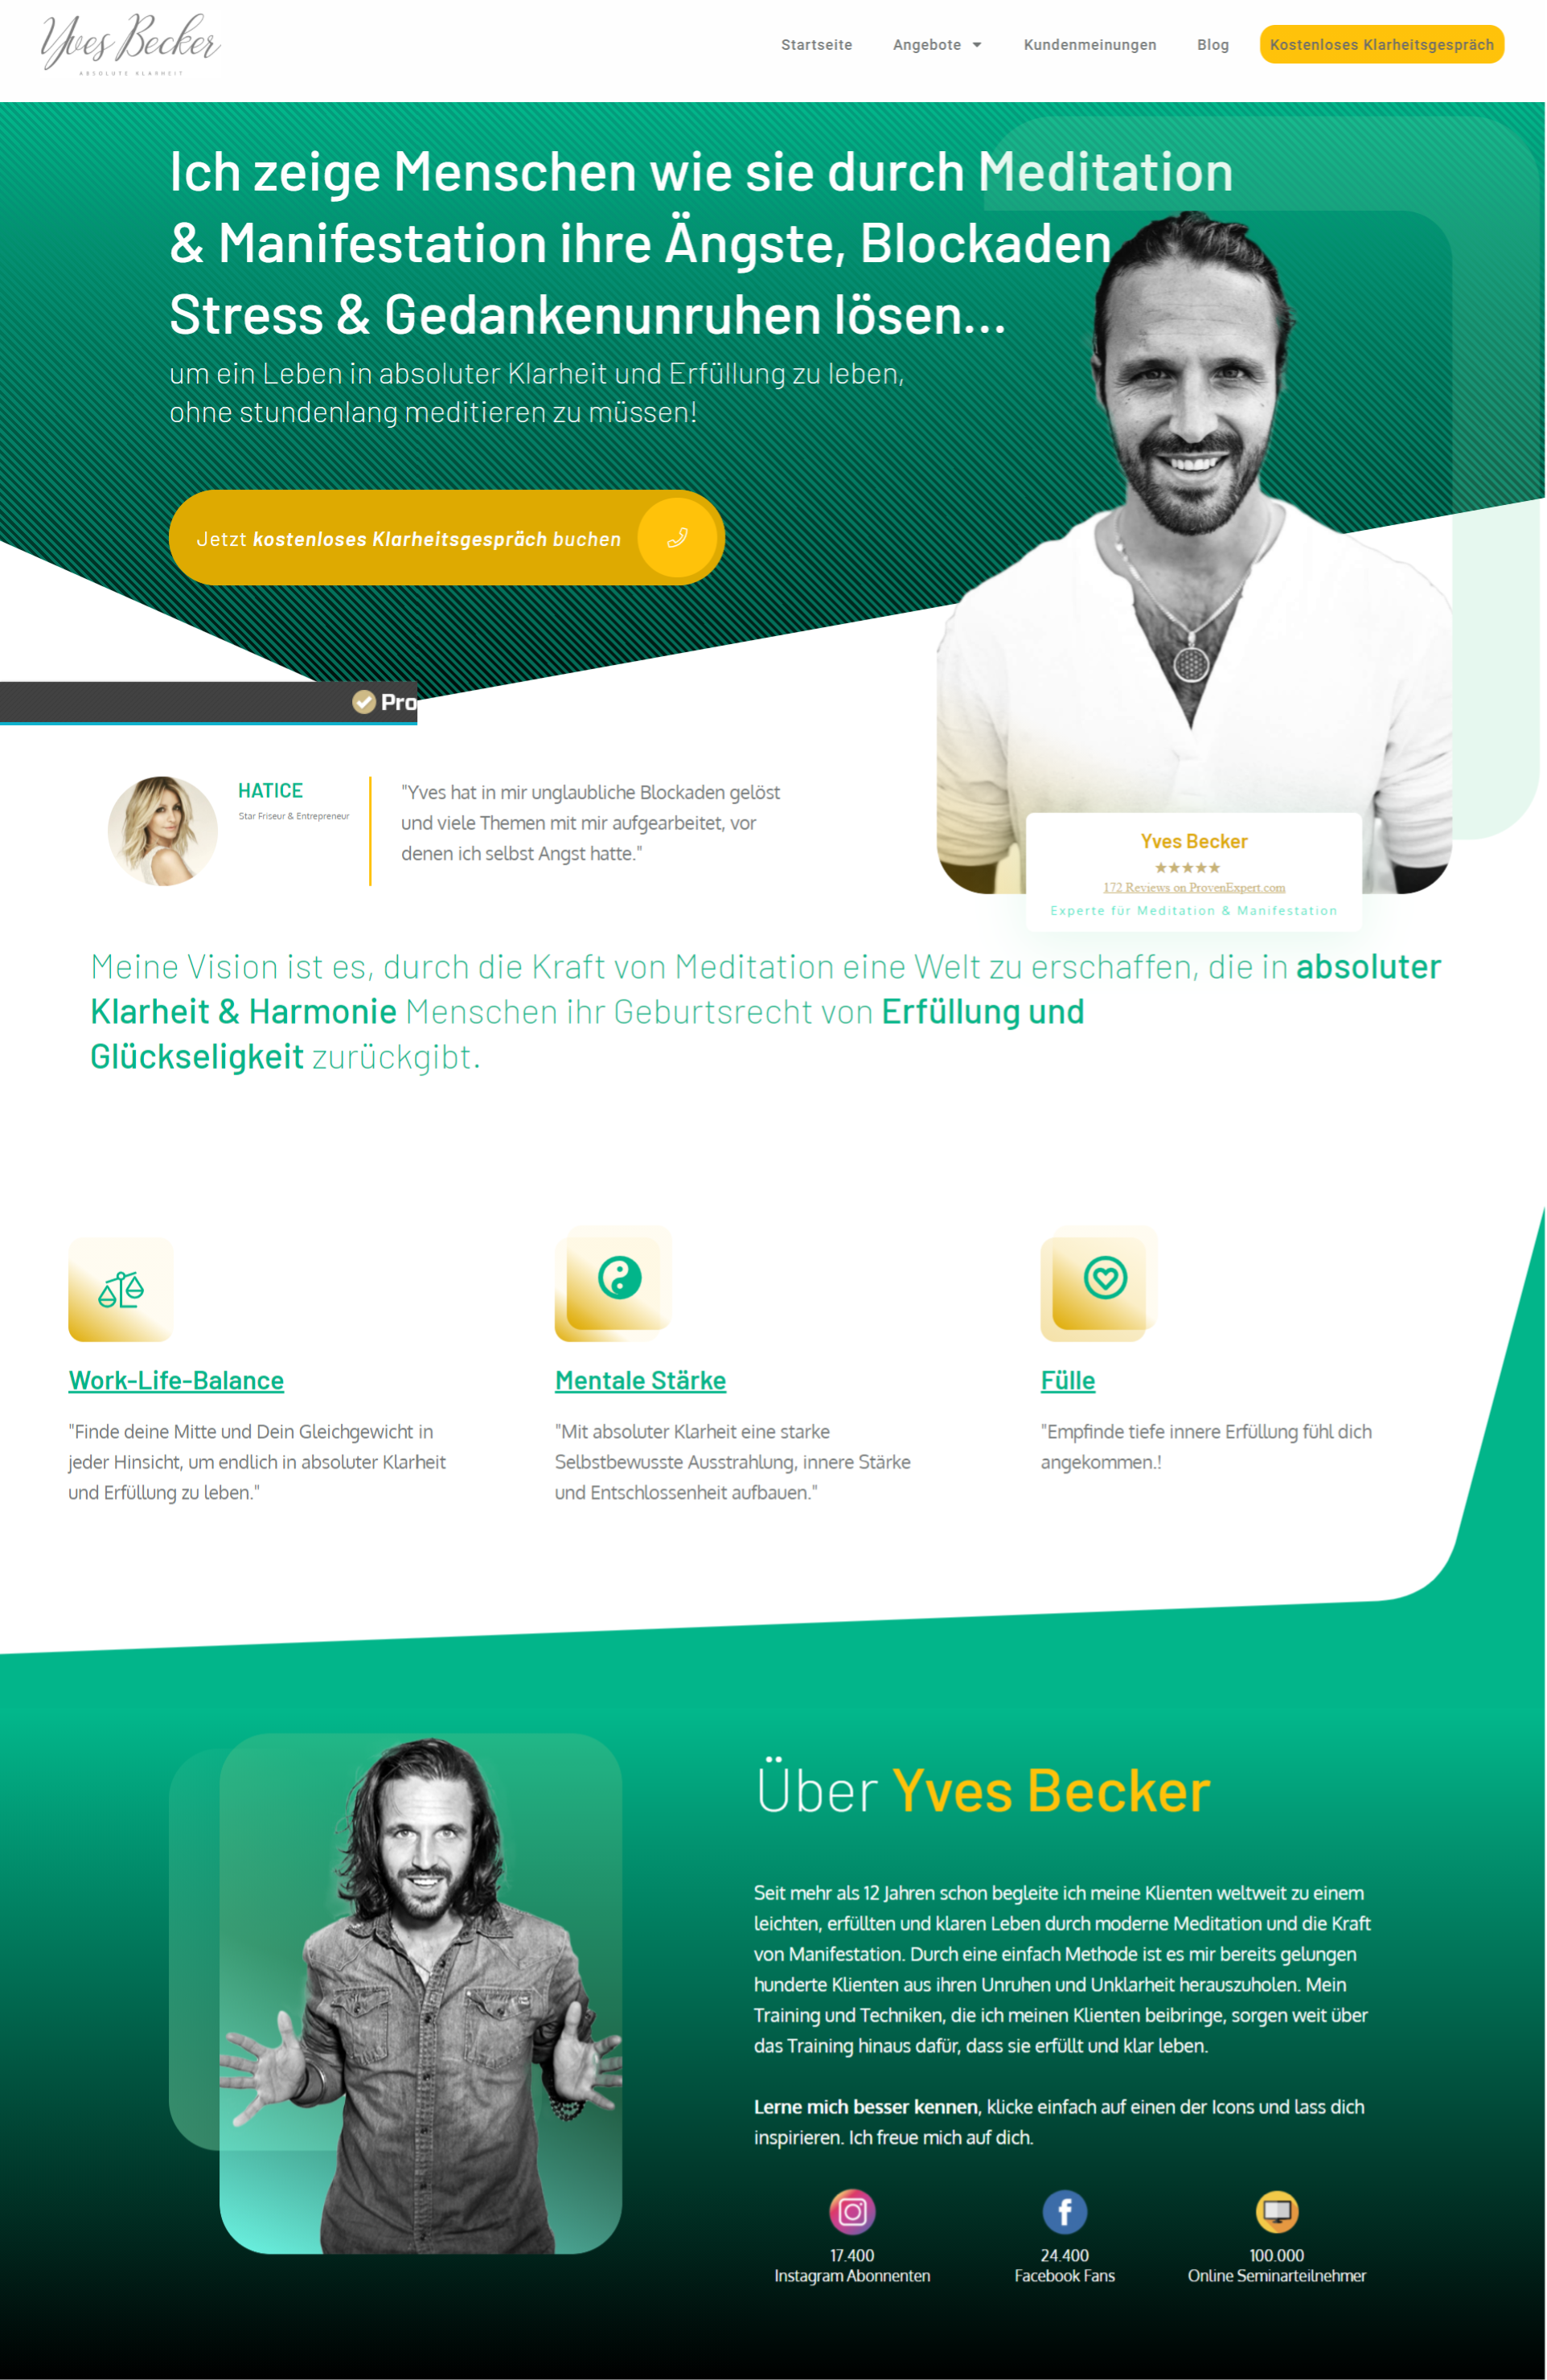 Yves Becker
ABSOLUTE KLARHEIT
Startseite
Angebote
Kundenmeinungen
Blog
Kostenloses Klarheitsgespräch
Ich zeige Menschen wie sie durch Meditation
& Manifestation ihre Ängste, Blockaden
Stress & Gedankenunruhen lösen...
um ein Leben in absoluter Klarheit und Erfüllung zu leben,
ohne stundenlang meditieren zu müssen!
Jetzt kostenloses Klarheitsgespräch buchen
Pro
HATICE
Star Friseur & Entrepreneur
"Yves hat in mir unglaubliche Blockaden gelöst
und viele Themen mit mir aufgearbeitet, vor
denen ich selbst Angst hatte."
Yves Becker
172 Reviews on ProvenExpert.com
Experte für Meditation & Manifestation
Meine Vision ist es, durch die Kraft von Meditation eine Welt zu erschaffen, die in absoluter
Klarheit & Harmonie Menschen ihr Geburtsrecht von Erfüllung und
Glückseligkeit zurückgibt.
Work-Life-Balance
"Finde deine Mitte und Dein Gleichgewicht in
jeder Hinsicht, um endlich in absoluter Klarheit
und Erfüllung zu leben."
Mentale Stärke
"Mit absoluter Klarheit eine starke
Selbstbewusste Ausstrahlung, innere Stärke
und Entschlossenheit aufbauen."
Fülle
"Empfinde tiefe innere Erfüllung fühl dich
angekommen.!
Über Yves Becker
Seit mehr als 12 Jahren schon begleite ich meine Klienten weltweit zu einem
leichten, erfüllten und klaren Leben durch moderne Meditation und die Kraft
von Manifestation. Durch eine einfach Methode ist es mir bereits gelungen
hunderte Klienten aus ihren Unruhen und Unklarheit herauszuholen. Mein
Training und Techniken, die ich meinen Klienten beibringe, sorgen weit über
das Training hinaus dafür, dass sie erfüllt und klar leben.
Lerne mich besser kennen, klicke einfach auf einen der Icons und lass dich
inspirieren. Ich freue mich auf dich.
17.400
Instagram Abonnenten
24.400
Facebook Fans
100.000
Online Seminarteilnehmer